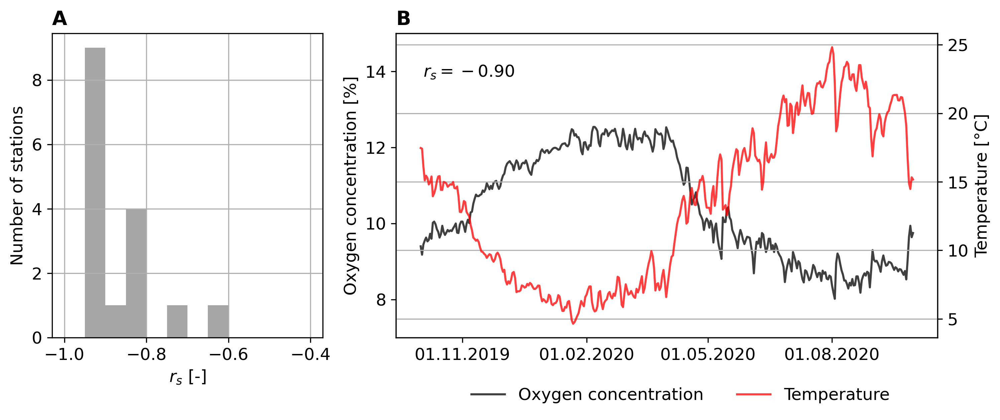 A
Number of stations
8
6
4
2
0
−1.0 −0.8 −0.6 −0.4
r_s [-]
B
r_s = −0.90
Oxygen concentration [%]
14
12
10
8
25
20
15
10
5
Temperature [°C]
01.11.2019 01.02.2020 01.05.2020 01.08.2020
Oxygen concentration Temperature